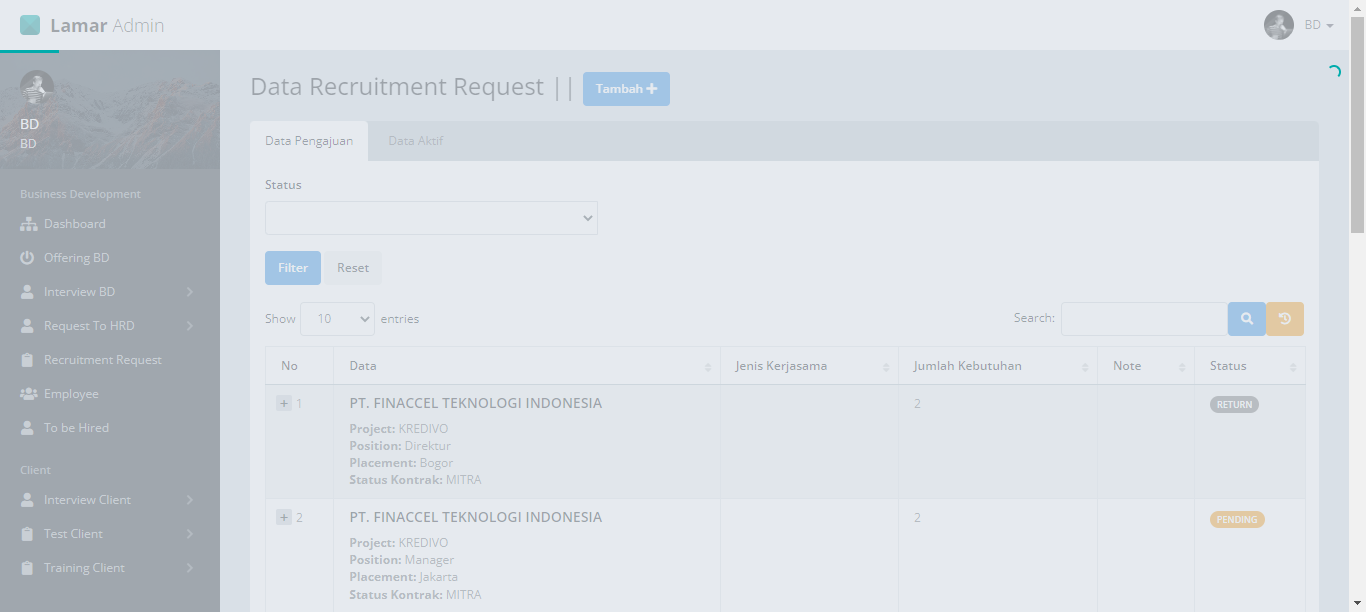 Lamar Admin
BD
BD
BD
Business Development
Dashboard
Offering BD
Interview BD
Request To HRD
Recruitment Request
Employee
To be Hired
Client
Interview Client
Test Client
Training Client
Data Recruitment Request || Tambah +
Data Pengajuan Data Aktif
Status
Filter Reset
Show 10 entries Search:
No Data Jenis Kerjasama Jumlah Kebutuhan Note Status
+ 1 PT. FINACCEL TEKNOLOGI INDONESIA 2 RETURN
Project: KREDIVO
Position: Direktur
Placement: Bogor
Status Kontrak: MITRA
+ 2 PT. FINACCEL TEKNOLOGI INDONESIA 2 PENDING
Project: KREDIVO
Position: Manager
Placement: Jakarta
Status Kontrak: MITRA